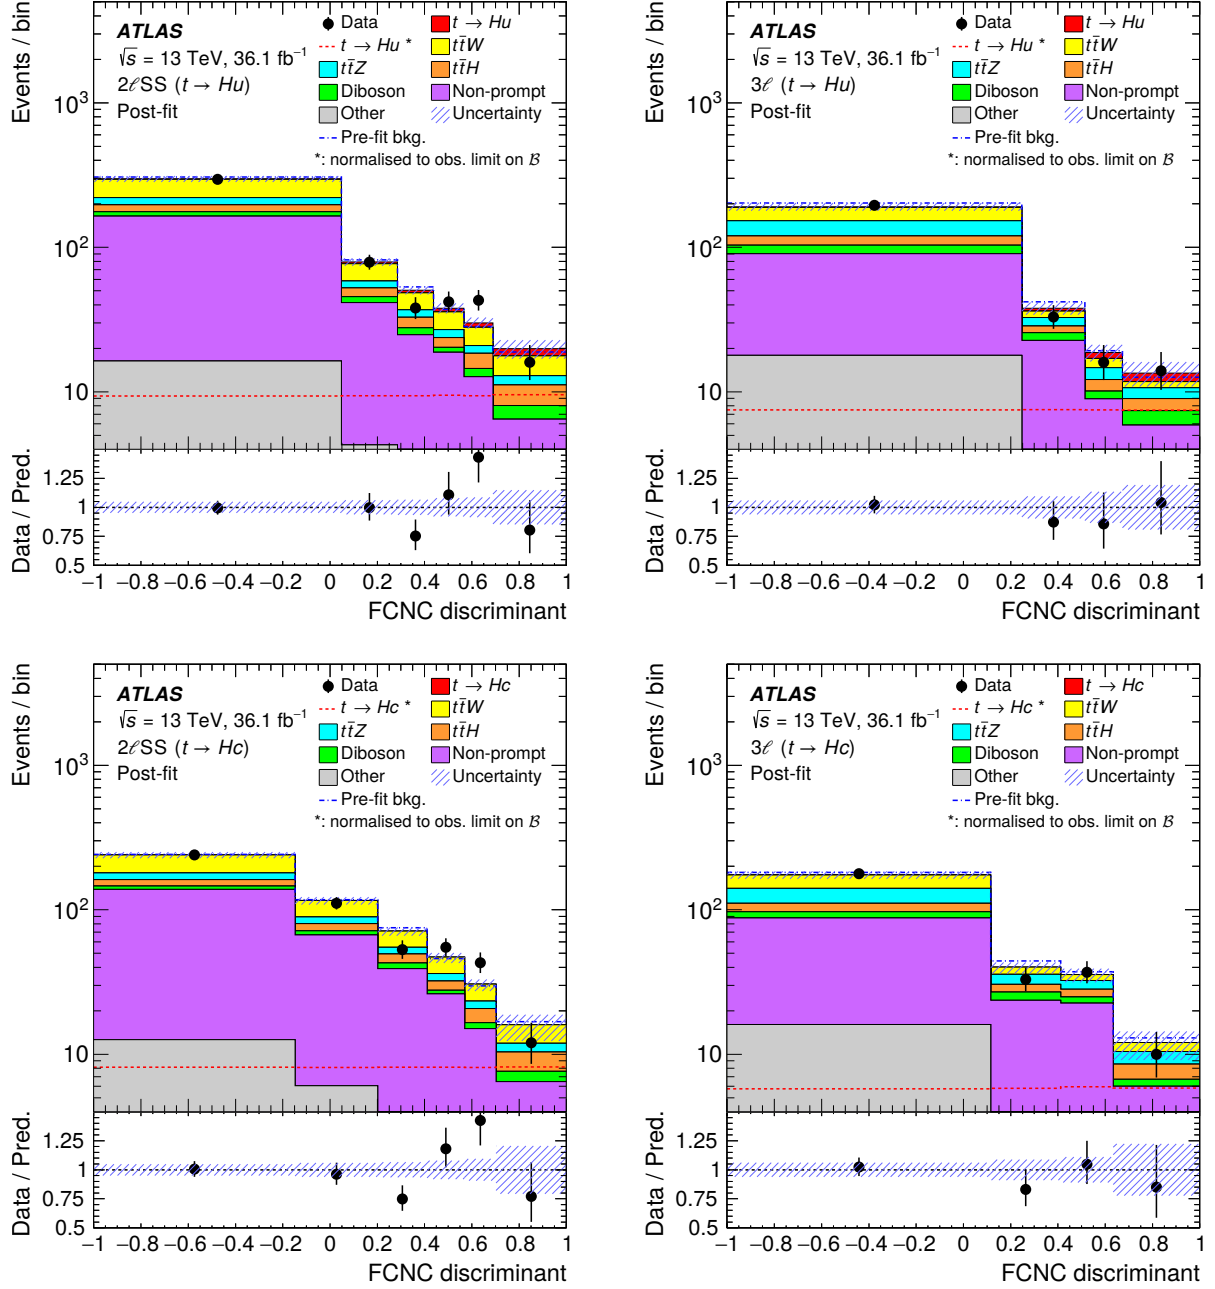 Events / bin
ATLAS
√s = 13 TeV, 36.1 fb⁻¹
2ℓSS (t → Hu)
Post-fit
Data
t → Hu
t → Hu *
tt̄W
tt̄Z
tt̄H
Diboson
Non-prompt
Other
Uncertainty
Pre-fit bkg.
*: normalised to obs. limit on ℬ
10³
10²
10
Data / Pred.
1.25
1
0.75
0.5
−1 −0.8 −0.6 −0.4 −0.2 0 0.2 0.4 0.6 0.8 1
FCNC discriminant
Events / bin
ATLAS
√s = 13 TeV, 36.1 fb⁻¹
3ℓ (t → Hu)
Post-fit
Data
t → Hu
t → Hu *
tt̄W
tt̄Z
tt̄H
Diboson
Non-prompt
Other
Uncertainty
Pre-fit bkg.
*: normalised to obs. limit on ℬ
10³
10²
10
Data / Pred.
1.25
1
0.75
0.5
−1 −0.8 −0.6 −0.4 −0.2 0 0.2 0.4 0.6 0.8 1
FCNC discriminant
Events / bin
ATLAS
√s = 13 TeV, 36.1 fb⁻¹
2ℓSS (t → Hc)
Post-fit
Data
t → Hc
t → Hc *
tt̄W
tt̄Z
tt̄H
Diboson
Non-prompt
Other
Uncertainty
Pre-fit bkg.
*: normalised to obs. limit on ℬ
10³
10²
10
Data / Pred.
1.25
1
0.75
0.5
−1 −0.8 −0.6 −0.4 −0.2 0 0.2 0.4 0.6 0.8 1
FCNC discriminant
Events / bin
ATLAS
√s = 13 TeV, 36.1 fb⁻¹
3ℓ (t → Hc)
Post-fit
Data
t → Hc
t → Hc *
tt̄W
tt̄Z
tt̄H
Diboson
Non-prompt
Other
Uncertainty
Pre-fit bkg.
*: normalised to obs. limit on ℬ
10³
10²
10
Data / Pred.
1.25
1
0.75
0.5
−1 −0.8 −0.6 −0.4 −0.2 0 0.2 0.4 0.6 0.8 1
FCNC discriminant